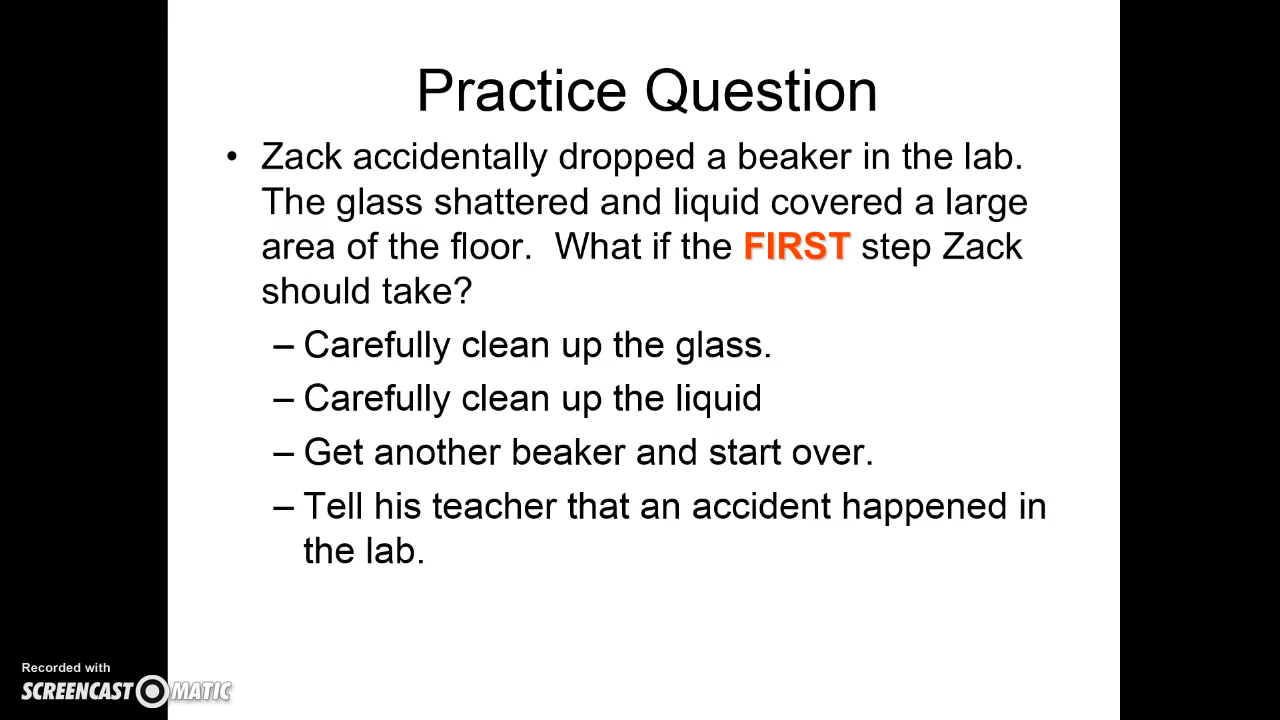 Practice Question
• Zack accidentally dropped a beaker in the lab.
The glass shattered and liquid covered a large
area of the floor.  What if the FIRST step Zack
should take?
– Carefully clean up the glass.
– Carefully clean up the liquid
– Get another beaker and start over.
– Tell his teacher that an accident happened in
the lab.
Recorded with
SCREENCAST MATIC